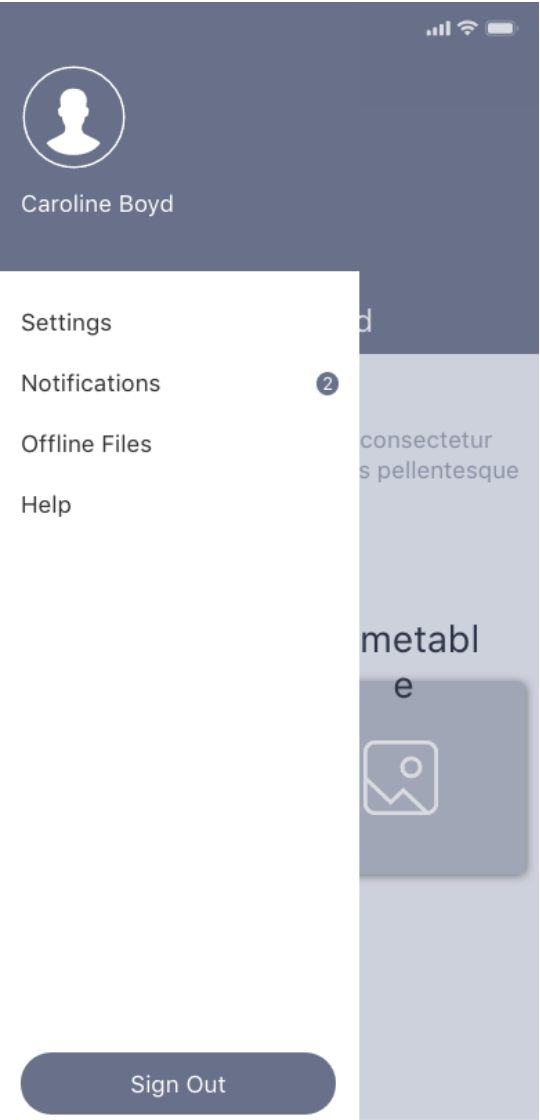 Caroline Boyd
Settings
d
Notifications
2
consectetur
Offline Files
s pellentesque
Help
metabl
e
Sign Out